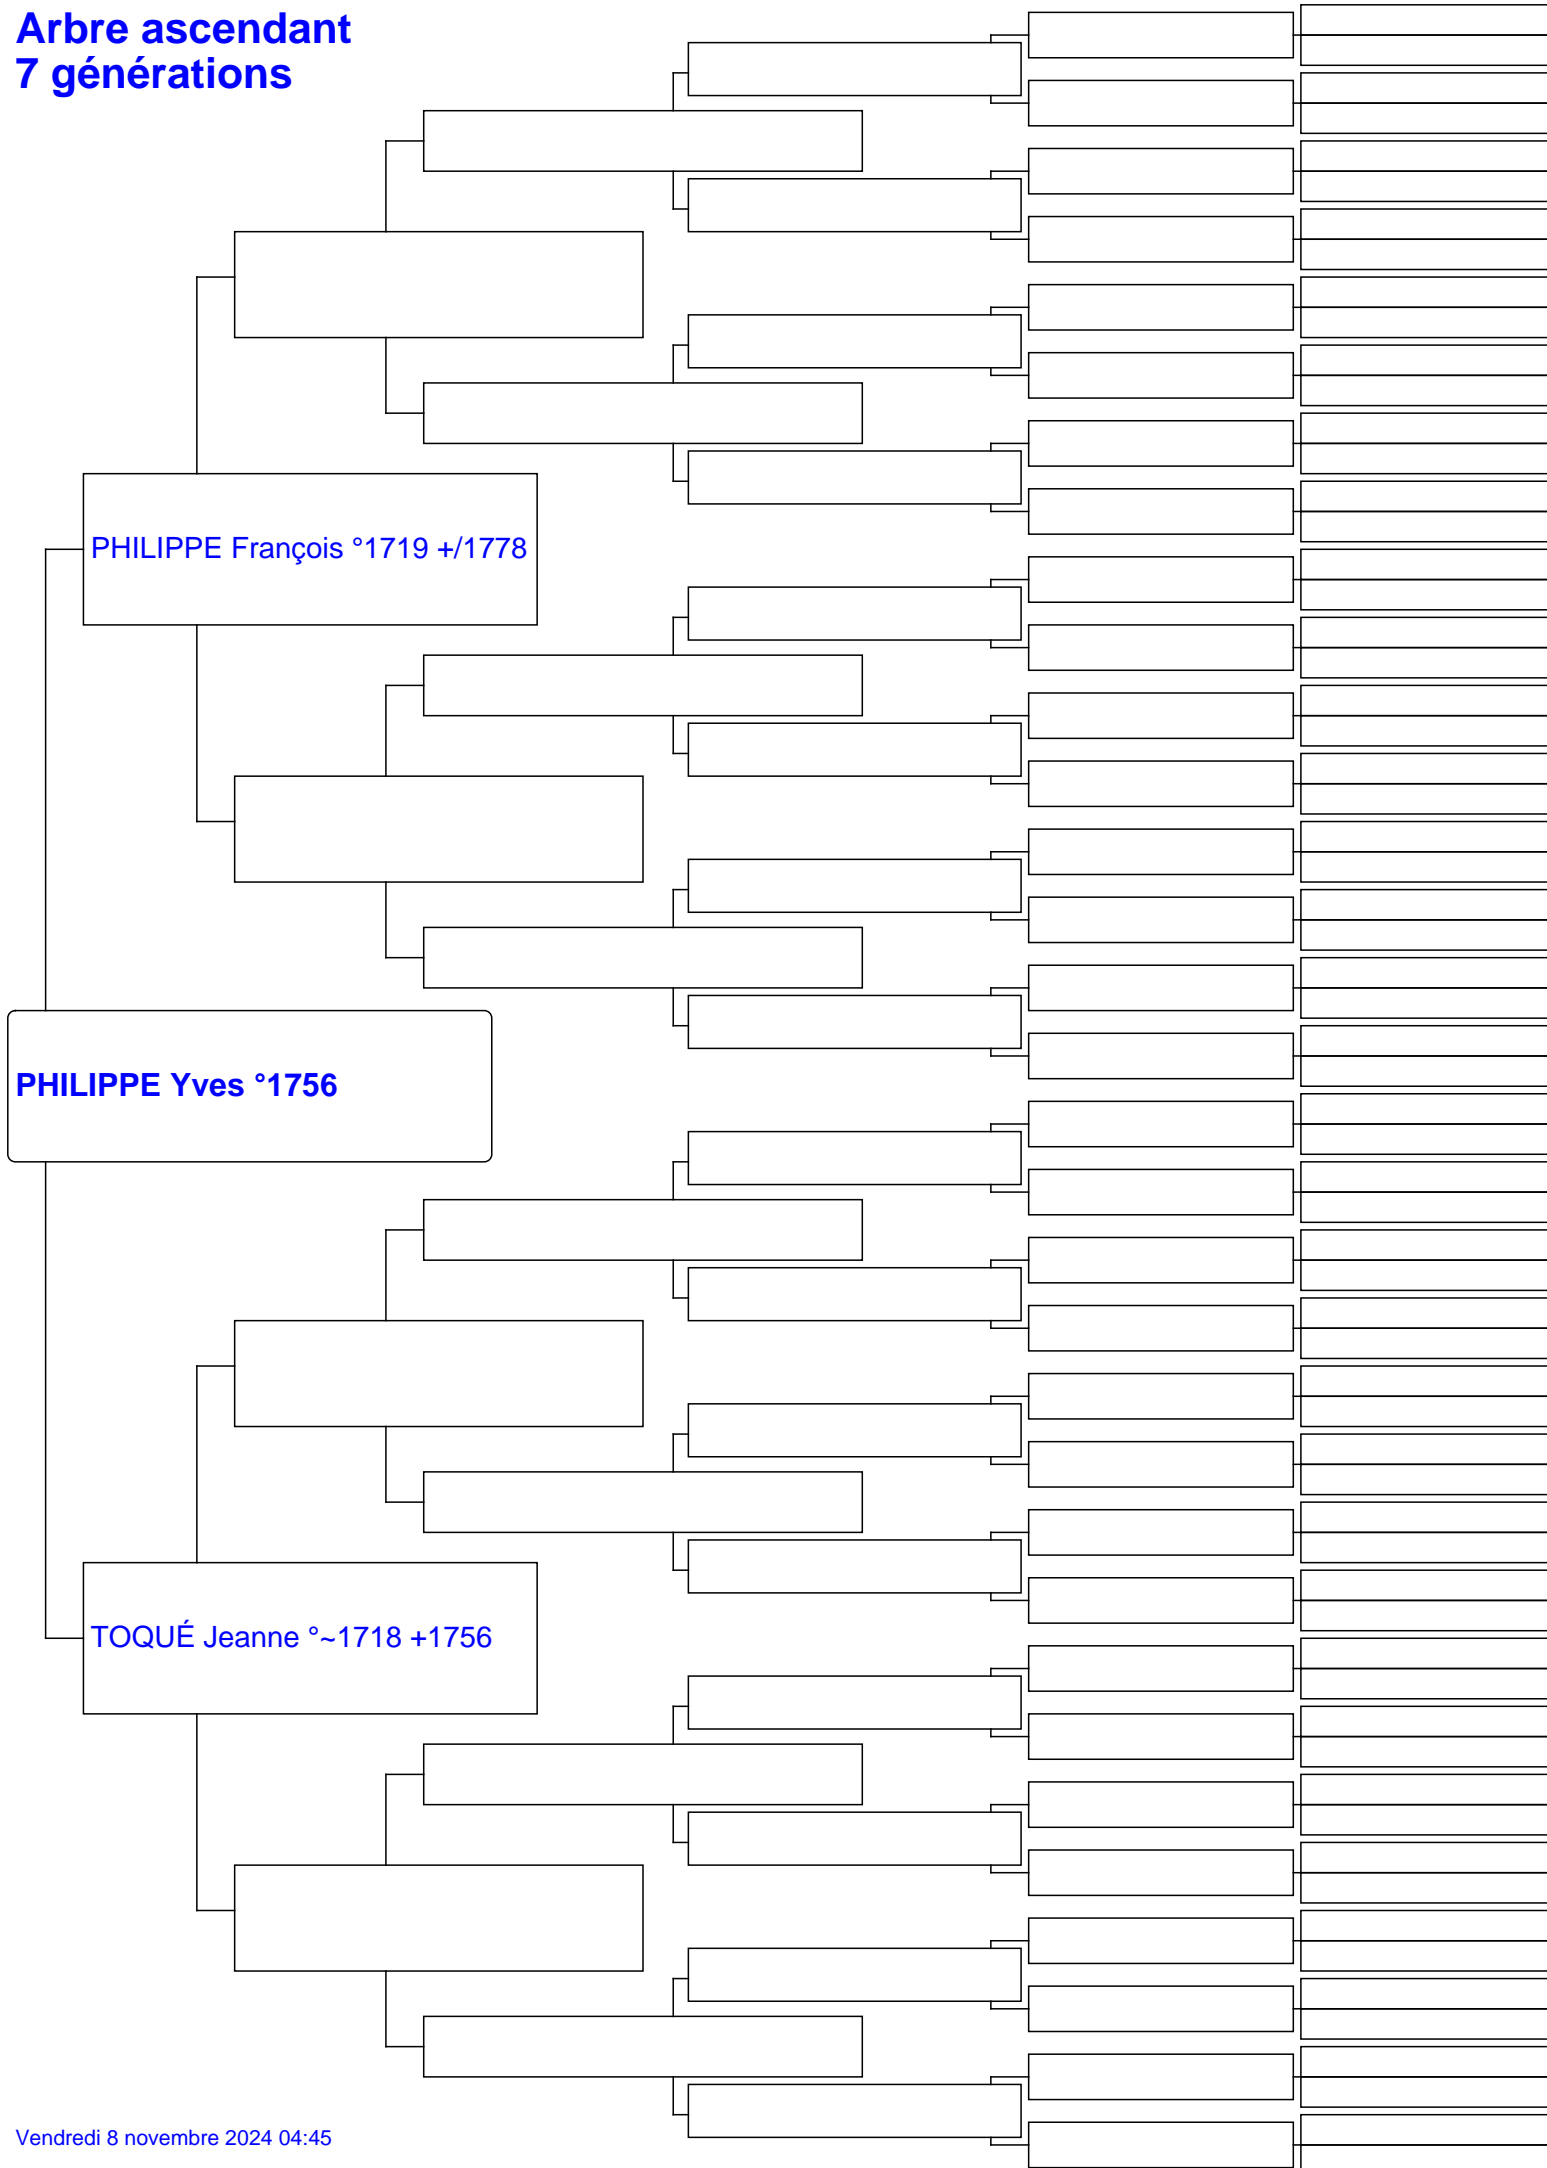 Arbre ascendant
7 générations
PHILIPPE François °1719 +/1778
PHILIPPE Yves °1756
TOQUÉ Jeanne °~1718 +1756
Vendredi 8 novembre 2024 04:45